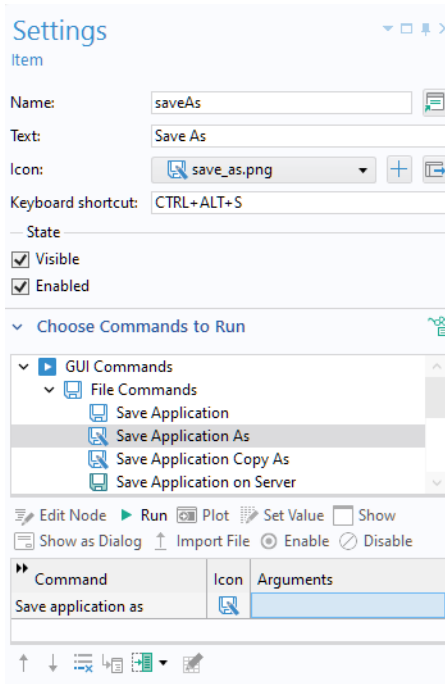 Settings
Item
Name: saveAs
Text: Save As
Icon: save_as.png
Keyboard shortcut: CTRL+ALT+S
State
Visible
Enabled
Choose Commands to Run
GUI Commands
File Commands
Save Application
Save Application As
Save Application Copy As
Save Application on Server
Edit Node Run Plot Set Value Show
Show as Dialog Import File Enable Disable
Command Icon Arguments
Save application as